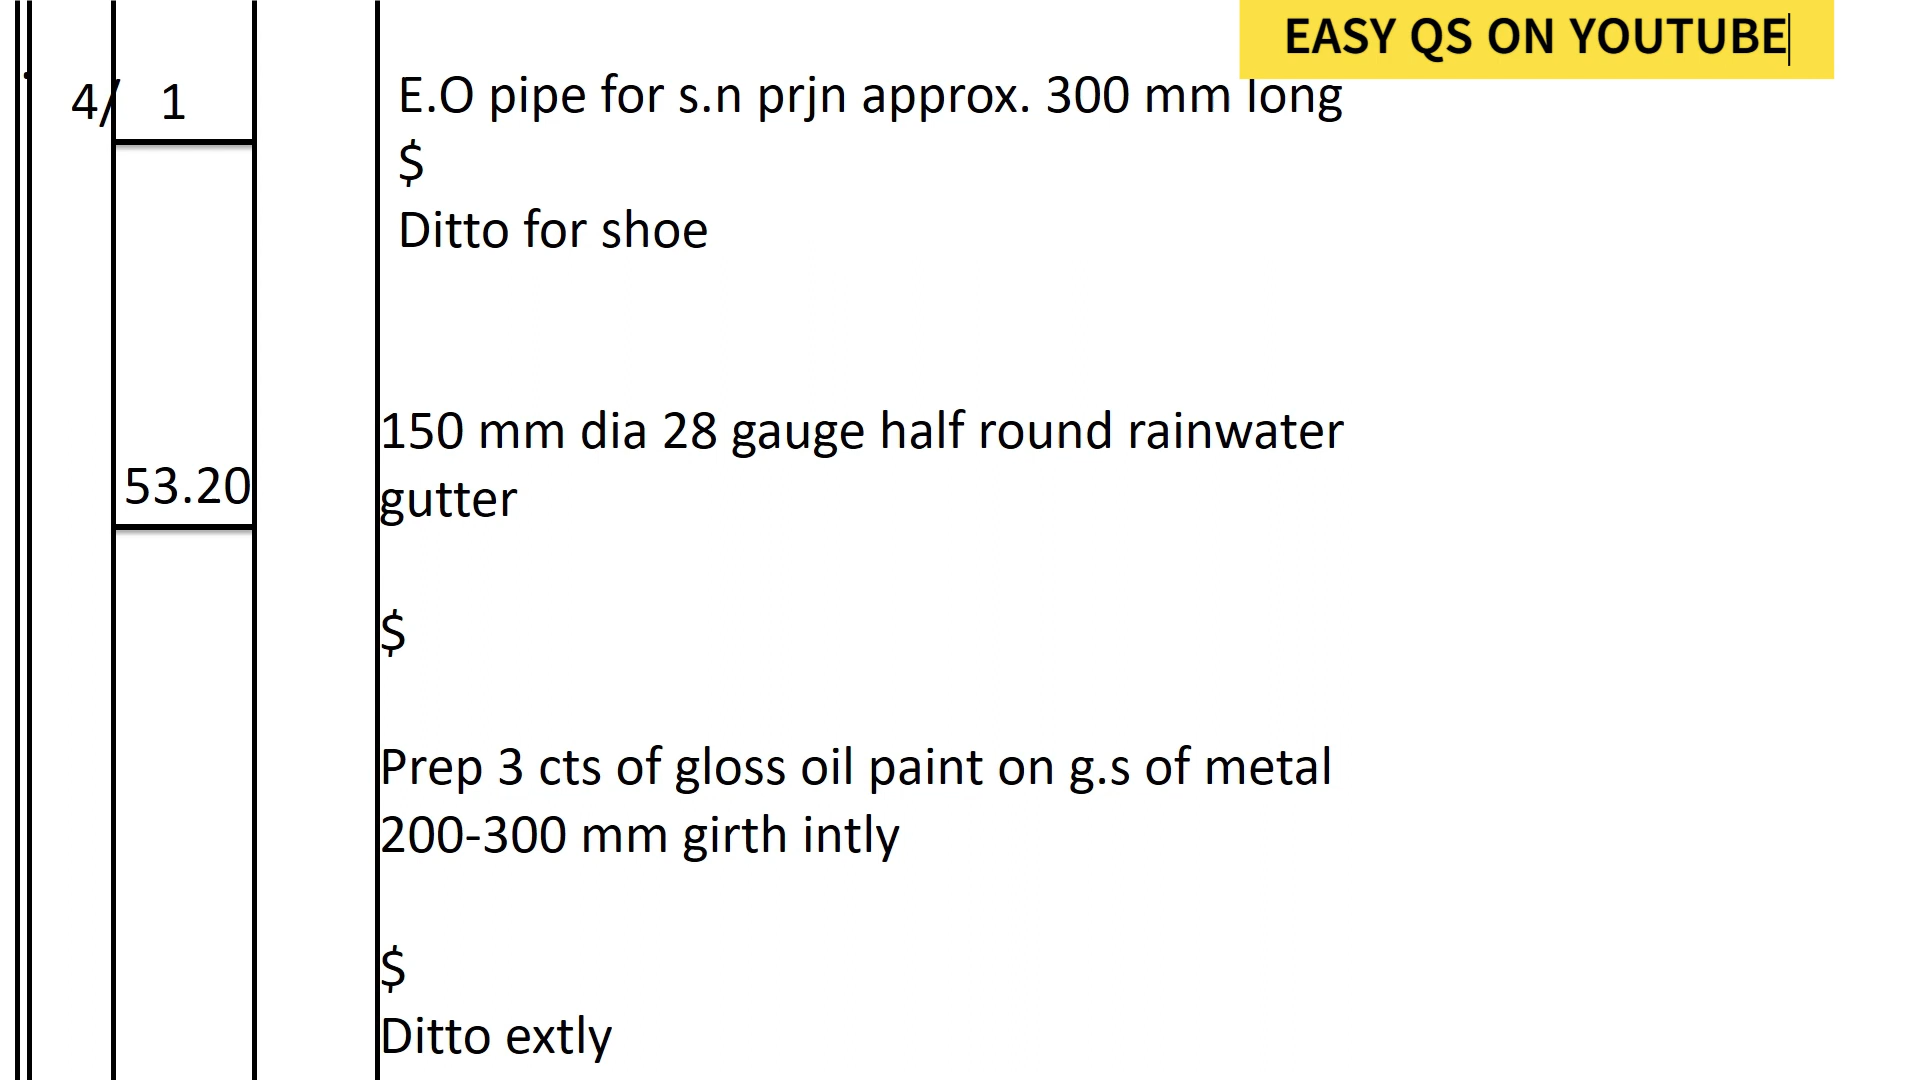 EASY QS ON YOUTUBE
4/ 1
E.O pipe for s.n prjn approx. 300 mm long
$
Ditto for shoe
150 mm dia 28 gauge half round rainwater
53.20
gutter
$
Prep 3 cts of gloss oil paint on g.s of metal
200-300 mm girth intly
$
Ditto extly